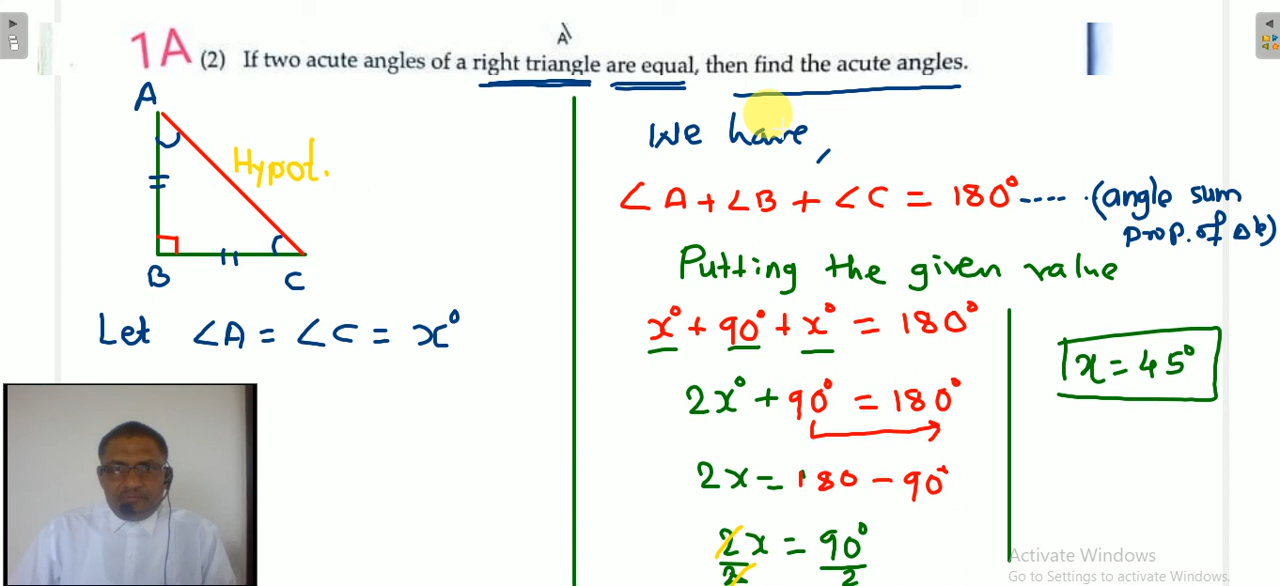 1A (2) If two acute angles of a right triangle are equal, then find the acute angles.
A
Hypot.
B
C
Let ∠A = ∠C = x°
We have,
∠A + ∠B + ∠C = 180° ---- (angle sum
prop. of Δle)
Putting the given value
x° + 90° + x° = 180°
2x° + 90° = 180°
2x = 180 - 90°
2x = 90°
2 2
x = 45°
Activate Windows
Go to Settings to activate Windows.